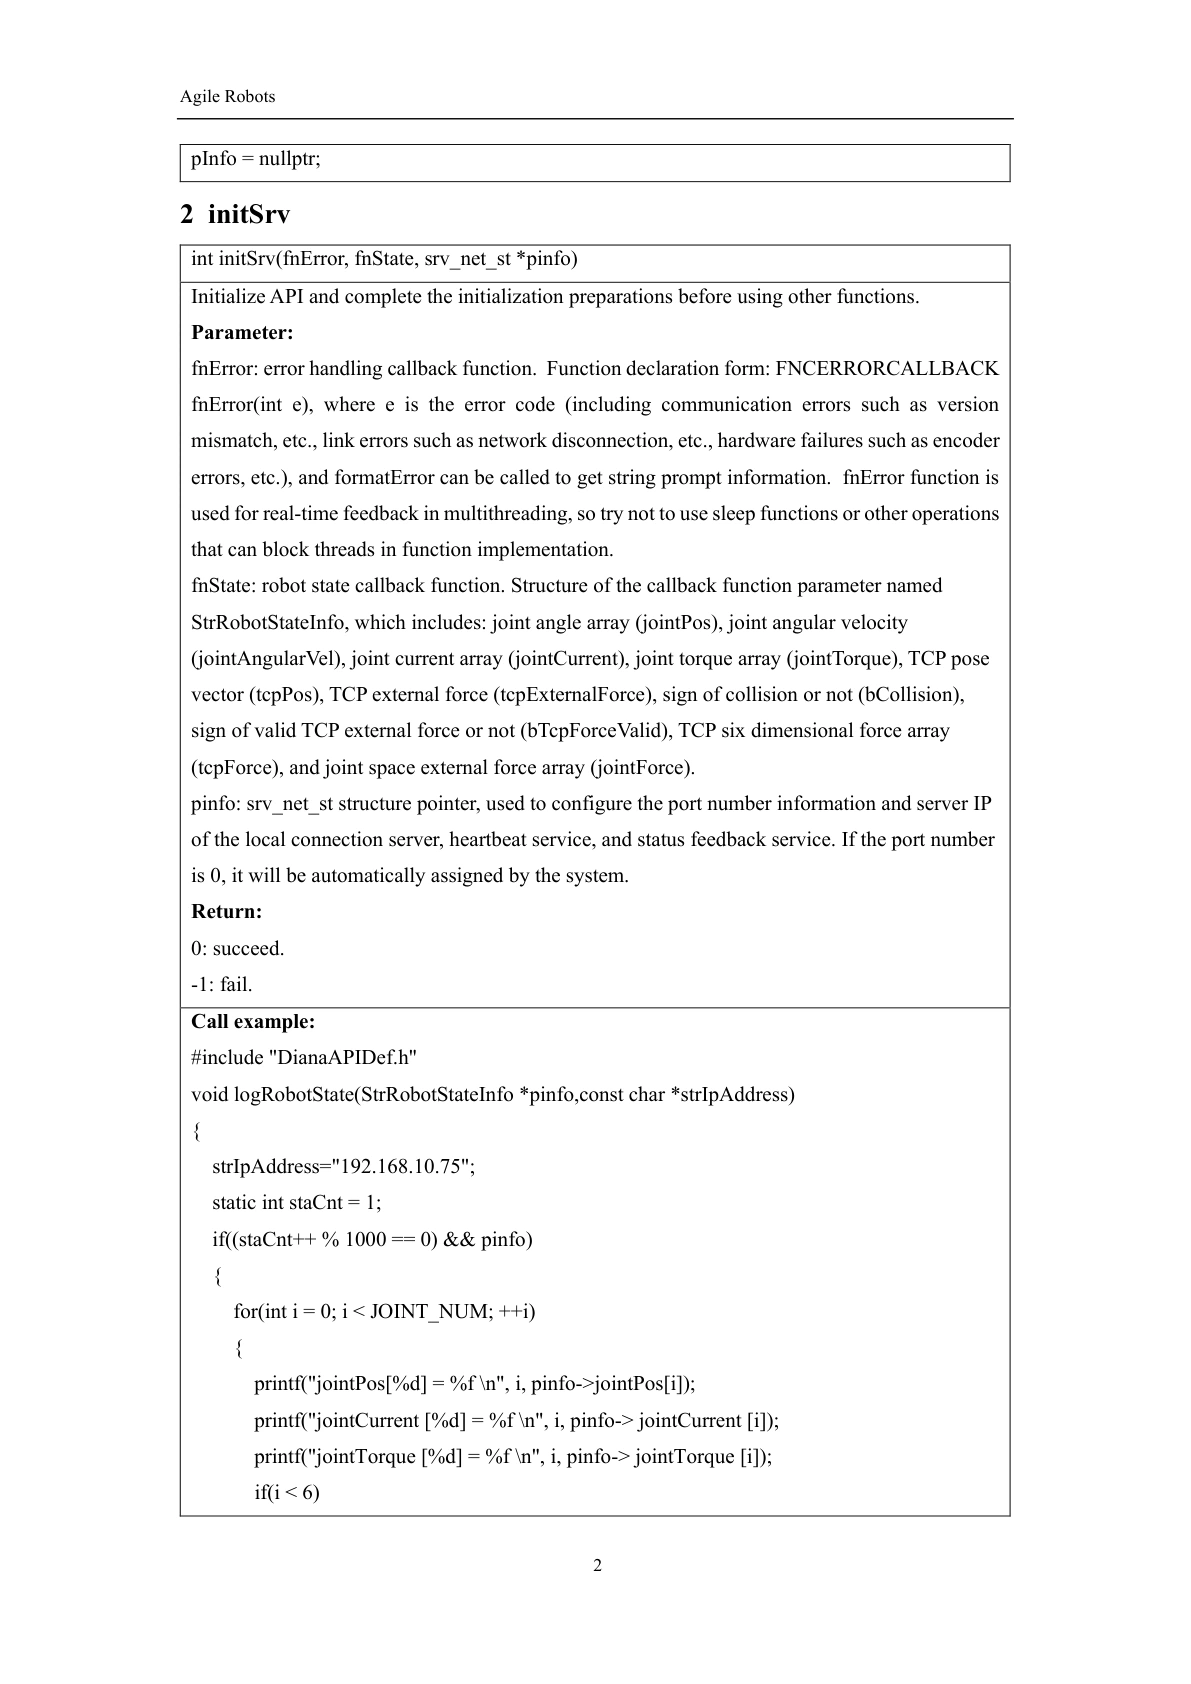 Agile Robots
pInfo = nullptr;
2 initSrv
int initSrv(fnError, fnState, srv_net_st *pinfo)
Initialize API and complete the initialization preparations before using other functions.
Parameter:
fnError: error handling callback function. Function declaration form: FNCERRORCALLBACK
fnError(int e), where e is the error code (including communication errors such as version
mismatch, etc., link errors such as network disconnection, etc., hardware failures such as encoder
errors, etc.), and formatError can be called to get string prompt information. fnError function is
used for real-time feedback in multithreading, so try not to use sleep functions or other operations
that can block threads in function implementation.
fnState: robot state callback function. Structure of the callback function parameter named
StrRobotStateInfo, which includes: joint angle array (jointPos), joint angular velocity
(jointAngularVel), joint current array (jointCurrent), joint torque array (jointTorque), TCP pose
vector (tcpPos), TCP external force (tcpExternalForce), sign of collision or not (bCollision),
sign of valid TCP external force or not (bTcpForceValid), TCP six dimensional force array
(tcpForce), and joint space external force array (jointForce).
pinfo: srv_net_st structure pointer, used to configure the port number information and server IP
of the local connection server, heartbeat service, and status feedback service. If the port number
is 0, it will be automatically assigned by the system.
Return:
0: succeed.
-1: fail.
Call example:
#include "DianaAPIDef.h"
void logRobotState(StrRobotStateInfo *pinfo,const char *strIpAddress)
{
strIpAddress="192.168.10.75";
static int staCnt = 1;
if((staCnt++ % 1000 == 0) && pinfo)
{
for(int i = 0; i < JOINT_NUM; ++i)
{
printf("jointPos[%d] = %f \n", i, pinfo->jointPos[i]);
printf("jointCurrent [%d] = %f \n", i, pinfo-> jointCurrent [i]);
printf("jointTorque [%d] = %f \n", i, pinfo-> jointTorque [i]);
if(i < 6)
2